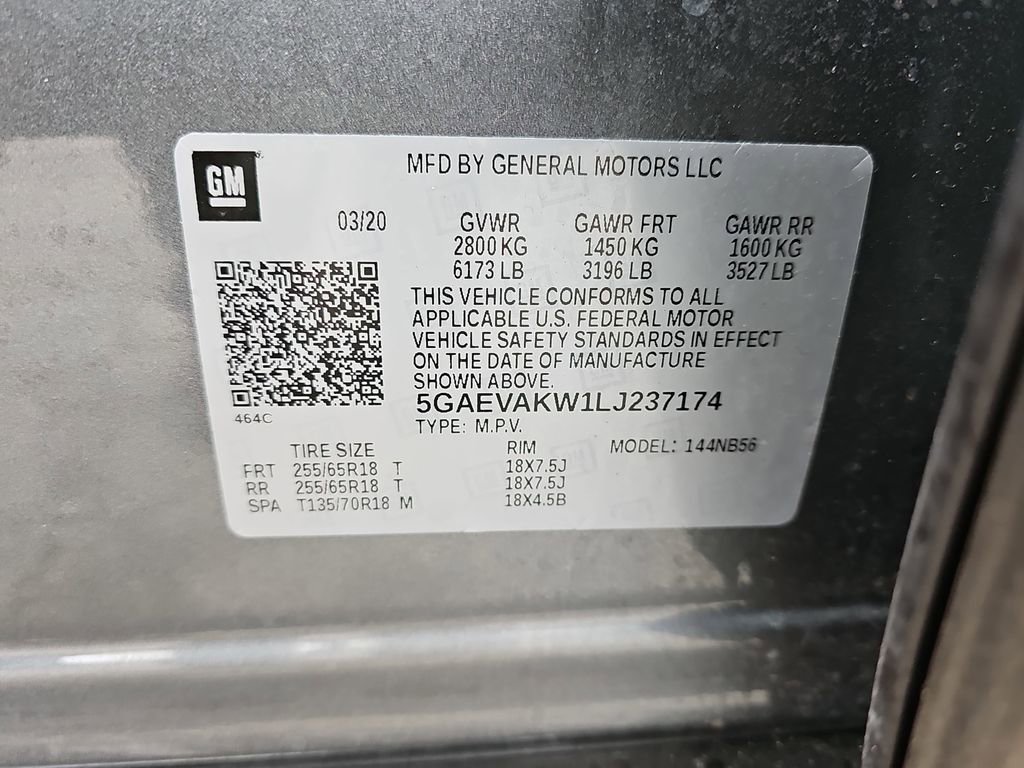 GM
MFD BY GENERAL MOTORS LLC
03/20 GVWR GAWR FRT GAWR RR
2800 KG 1450 KG 1600 KG
6173 LB 3196 LB 3527 LB
THIS VEHICLE CONFORMS TO ALL
APPLICABLE U.S. FEDERAL MOTOR
VEHICLE SAFETY STANDARDS IN EFFECT
ON THE DATE OF MANUFACTURE
SHOWN ABOVE.
5GAEVAKW1LJ237174
464C
TYPE: M.P.V.
TIRE SIZE RIM MODEL: 144NB56
FRT 255/65R18 T 18X7.5J
RR 255/65R18 T 18X7.5J
SPA T135/70R18 M 18X4.5B